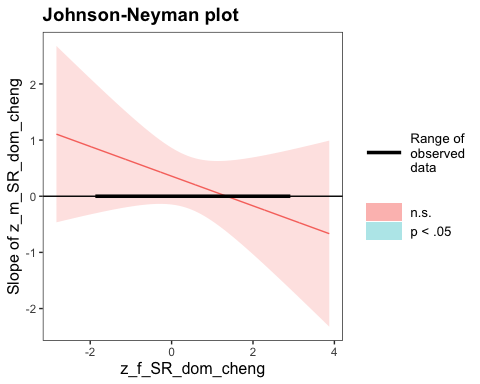 Johnson-Neyman plot
Slope of z_m_SR_dom_cheng
2
1
0
-1
-2
-2
0
2
4
z_f_SR_dom_cheng
Range of
observed
data
n.s.
p < .05